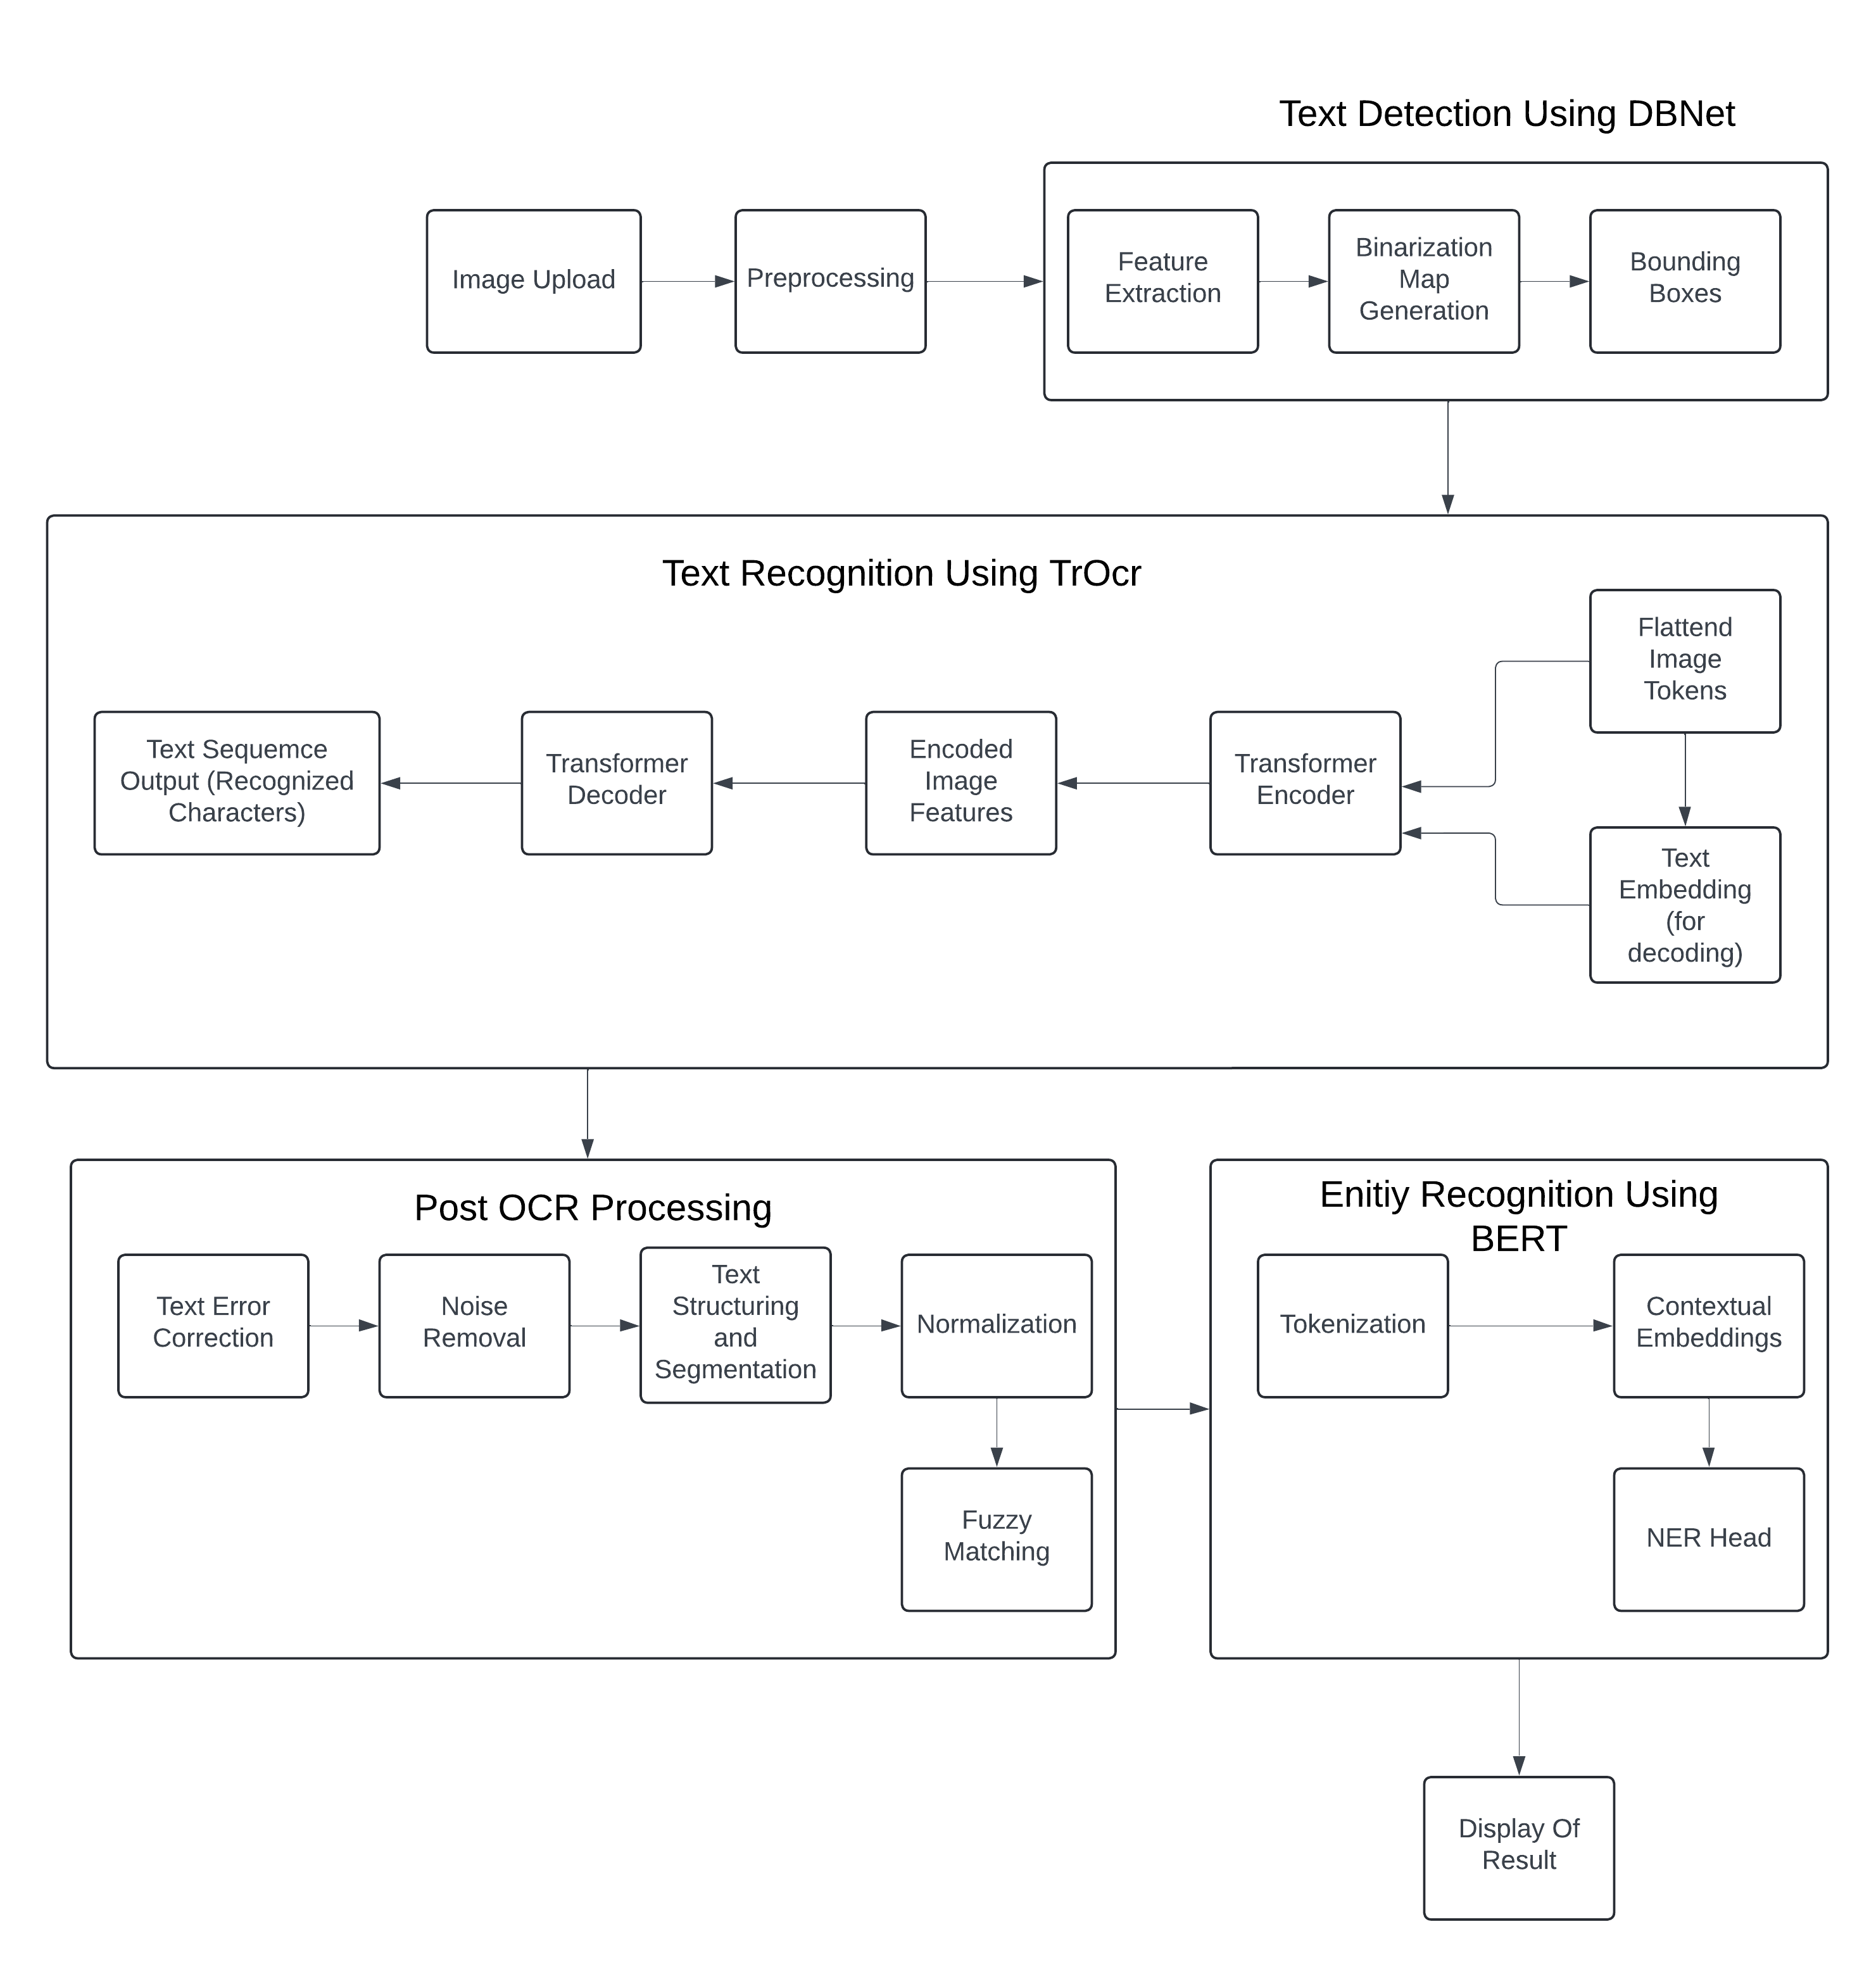 Text Detection Using DBNet
Image Upload
Preprocessing
Feature
Extraction
Binarization
Map
Generation
Bounding
Boxes
Text Recognition Using TrOcr
Flattend
Image
Tokens
Text
Embedding
(for
decoding)
Transformer
Encoder
Encoded
Image
Features
Transformer
Decoder
Text Sequemce
Output (Recognized
Characters)
Post OCR Processing
Text Error
Correction
Noise
Removal
Text
Structuring
and
Segmentation
Normalization
Fuzzy
Matching
Enitiy Recognition Using
BERT
Tokenization
Contextual
Embeddings
NER Head
Display Of
Result